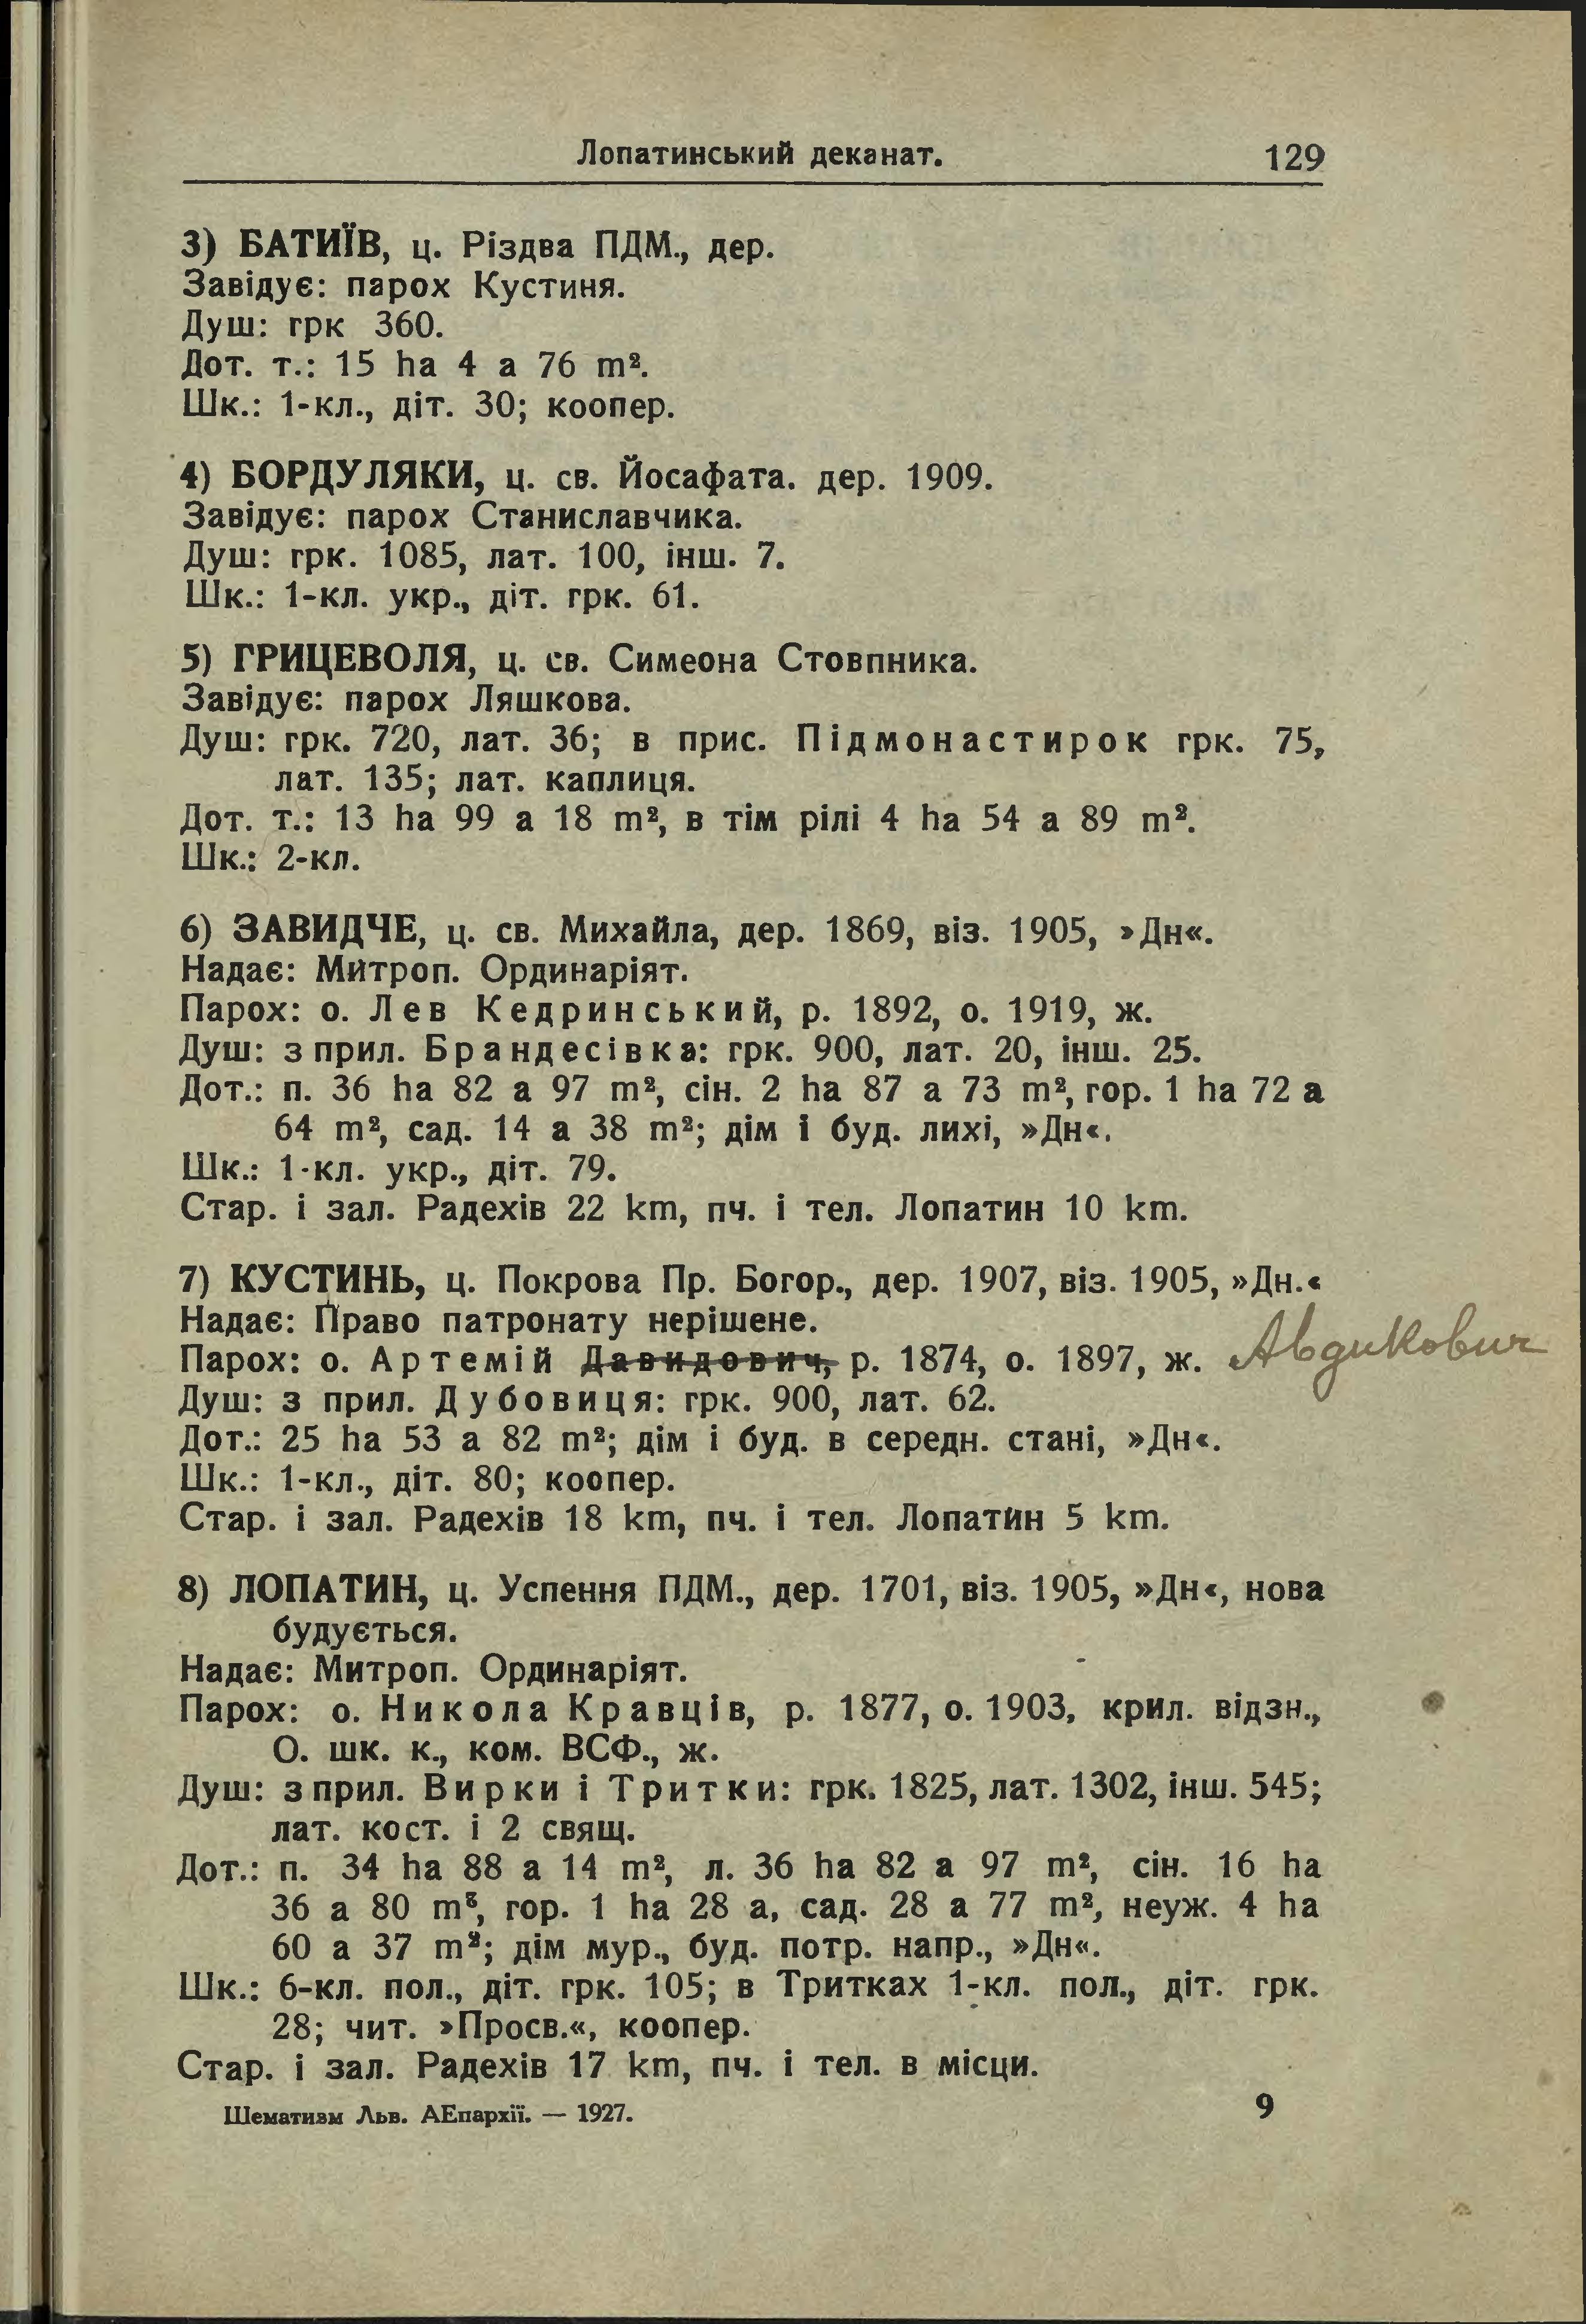 Лопатинський деканат. 129
3) БАТИЇВ, ц. Різдва ПДМ., дер.
Завідує: парох Кустиня.
Душ: грк 360.
Дот. т.: 15 ha 4 a 76 m².
Шк.: 1-кл., діт. 30; коопер.
4) БОРДУЛЯКИ, ц. св. Йосафата. дер. 1909.
Завідує: парох Станиславчика.
Душ: грк. 1085, лат. 100, інш. 7.
Шк.: 1-кл. укр., діт. грк. 61.
5) ГРИЦЕВОЛЯ, ц. св. Симеона Стовпника.
Завідує: парох Ляшкова.
Душ: грк. 720, лат. 36; в прис. Підмонастирок грк. 75,
лат. 135; лат. каплиця.
Дот. т.: 13 ha 99 a 18 m², в тім рілі 4 ha 54 a 89 m².
Шк.: 2-кл.
6) ЗАВИДЧЕ, ц. св. Михайла, дер. 1869, віз. 1905, »Дн«.
Надає: Митроп. Ординаріят.
Парох: о. Лев Кедринський, р. 1892, о. 1919, ж.
Душ: з прил. Брандесівка: грк. 900, лат. 20, інш. 25.
Дот.: п. 36 ha 82 a 97 m², сін. 2 ha 87 a 73 m², гор. 1 ha 72 a
64 m², сад. 14 a 38 m²; дім і буд. лихі, »Дн«.
Шк.: 1-кл. укр., діт. 79.
Стар. і зал. Радехів 22 km, пч. і тел. Лопатин 10 km.
7) КУСТИНЬ, ц. Покрова Пр. Богор., дер. 1907, віз. 1905, »Дн.«
Надає: Право патронату нерішене.
Парох: о. Артемій Давидович, р. 1874, о. 1897, ж. Авдикович
Душ: з прил. Дубовиця: грк. 900, лат. 62.
Дот.: 25 ha 53 a 82 m²; дім і буд. в середн. стані, »Дн«.
Шк.: 1-кл., діт. 80; коопер.
Стар. і зал. Радехів 18 km, пч. і тел. Лопатин 5 km.
8) ЛОПАТИН, ц. Успення ПДМ., дер. 1701, віз. 1905, »Дн«, нова
будується.
Надає: Митроп. Ординаріят.
Парох: о. Никола Кравців, р. 1877, о. 1903, крил. відзн.,
О. шк. к., ком. ВСФ., ж.
Душ: з прил. Вирки і Тритки: грк. 1825, лат. 1302, інш. 545;
лат. кост. і 2 свящ.
Дот.: п. 34 ha 88 a 14 m², л. 36 ha 82 a 97 m², сін. 16 ha
36 a 80 m², гор. 1 ha 28 a, сад. 28 a 77 m², неуж. 4 ha
60 a 37 m²; дім мур., буд. потр. напр., »Дн«.
Шк.: 6-кл. пол., діт. грк. 105; в Тритках 1-кл. пол., діт. грк.
28; чит. »Просв.«, коопер.
Стар. і зал. Радехів 17 km, пч. і тел. в місци.
Шематизм Льв. АЕпархії. — 1927. 9